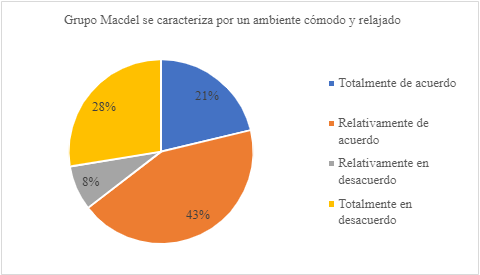 Grupo Macdel se caracteriza por un ambiente cómodo y relajado
21%
43%
8%
28%
Totalmente de acuerdo
Relativamente de
acuerdo
Relativamente en
desacuerdo
Totalmente en
desacuerdo